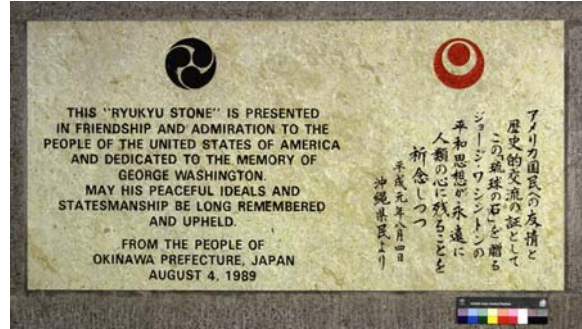 THIS "RYUKYU STONE" IS PRESENTED
IN FRIENDSHIP AND ADMIRATION TO THE
PEOPLE OF THE UNITED STATES OF AMERICA
AND DEDICATED TO THE MEMORY OF
GEORGE WASHINGTON.
MAY HIS PEACEFUL IDEALS AND
STATESMANSHIP BE LONG REMEMBERED
AND UPHELD.
FROM THE PEOPLE OF
OKINAWA PREFECTURE, JAPAN
AUGUST 4, 1989
アメリカ国民への友情と
歴史的交流の証として
この「琉球の石」を贈る
ジョージ・ワシントンの
平和思想が永遠に
人類の心に残ることを
祈念しつつ
平成元年八月四日
沖縄県民より